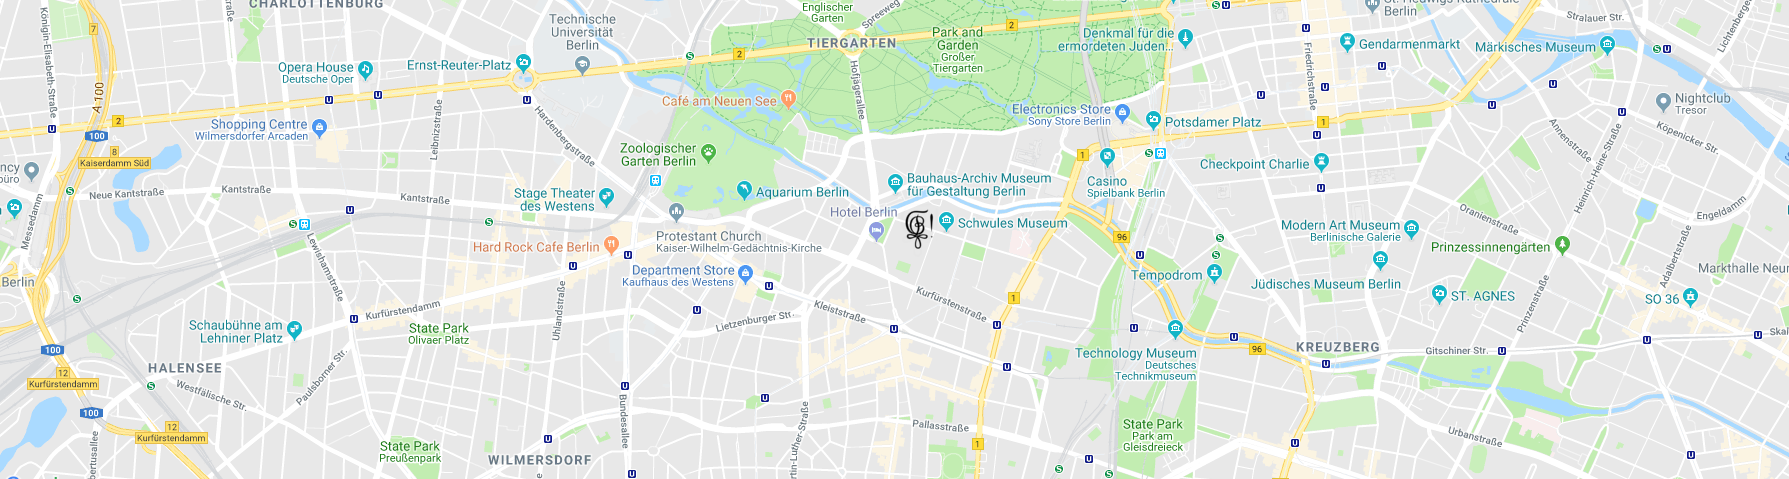 CHARLOTTENBURG
Technische
Universität
Berlin
Englischer
Garten
Spreeweg
TIERGARTEN
Park and
Garden
Großer
Tiergarten
Denkmal für die
ermordeten Juden...
St. Hedwigs Kathedrale
Berlin
Gendarmenmarkt
Märkisches Museum
Stralauer Str.
Lichtenberger
Königin-Elisabeth-Straß
7
2
2
2
A 100
Opera House
Deutsche Oper
Ernst-Reuter-Platz
Hofjägerallee
Friedrichstraße
Café am Neuen See
Electronics Store
Sony Store Berlin
Potsdamer Platz
Nightclub
Tresor
Shopping Centre
Wilmersdorfer Arcaden
100
8
Kaiserdamm Süd
Leibnizstraße
Hardenbergstraße
Zoologischer
Garten Berlin
1
1
Checkpoint Charlie
Annenstraße
Köpenicker Str.
Heinrich-Heine-Straße
ncy
büro
Neue Kantstraße
Kantstraße
Kantstraße
Stage Theater
des Westens
Aquarium Berlin
Bauhaus-Archiv Museum
für Gestaltung Berlin
Casino
Spielbank Berlin
Messedamm
Hotel Berlin
Schwules Museum
Modern Art Museum
Berlinische Galerie
Oranienstraße
Engeldamm
Protestant Church
Kaiser-Wilhelm-Gedächtnis-Kirche
Hard Rock Cafe Berlin
96
Prinzessinnengärten
Adalbertstraße
Lewishamstraße
Department Store
Kaufhaus des Westens
Tempodrom
Jüdisches Museum Berlin
Markthalle Neun
Berlin
Kurfürstenstraße
1
ST. AGNES
SO 36
Kurfürstendamm
Uhlandstraße
Lietzenburger Str.
Kleiststraße
Prinzenstraße
Schaubühne am
Lehniner Platz
State Park
Olivaer Platz
Technology Museum
Deutsches
Technikmuseum
96
KREUZBERG
Gitschiner Str.
Skal
100
HALENSEE
12
Kurfürstendamm
Paulsborner Str.
Westfälische Str.
100
12
Kurfürstendamm
Bundesallee
Pallasstraße
State Park
Park am
Gleisdreieck
Urbanstraße
State Park
Preußenpark
WILMERSDORF
1